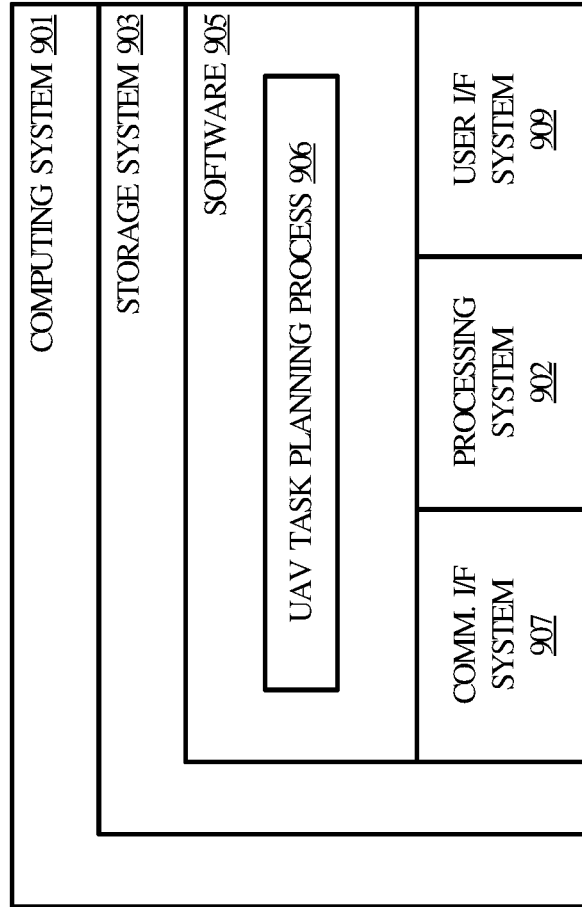 COMPUTING SYSTEM 901
STORAGE SYSTEM 903
SOFTWARE 905
UAV TASK PLANNING PROCESS 906
COMM. I/F
SYSTEM
907
PROCESSING
SYSTEM
902
USER I/F
SYSTEM
909